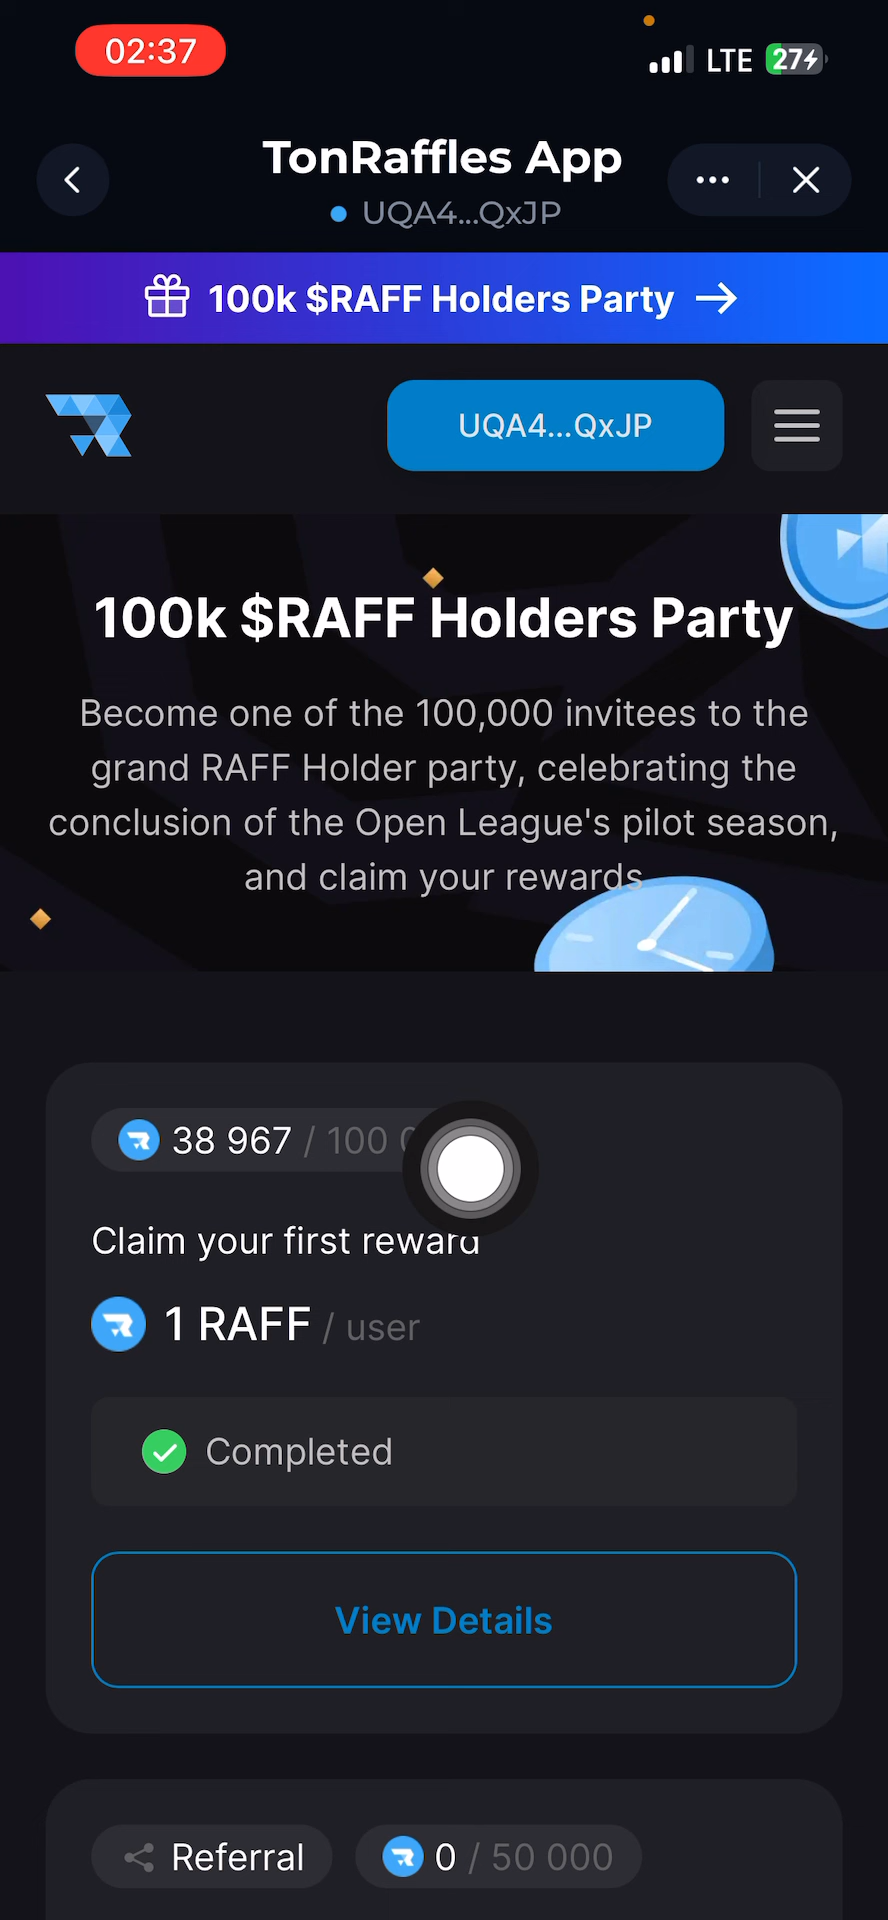 02:37
LTE 27
TonRaffles App
UQA4...QxJP
100k $RAFF Holders Party
UQA4...QxJP
100k $RAFF Holders Party
Become one of the 100,000 invitees to the
grand RAFF Holder party, celebrating the
conclusion of the Open League's pilot season,
and claim your rewards
38 967 / 100
Claim your first reward
1 RAFF / user
Completed
View Details
Referral 0 / 50 000